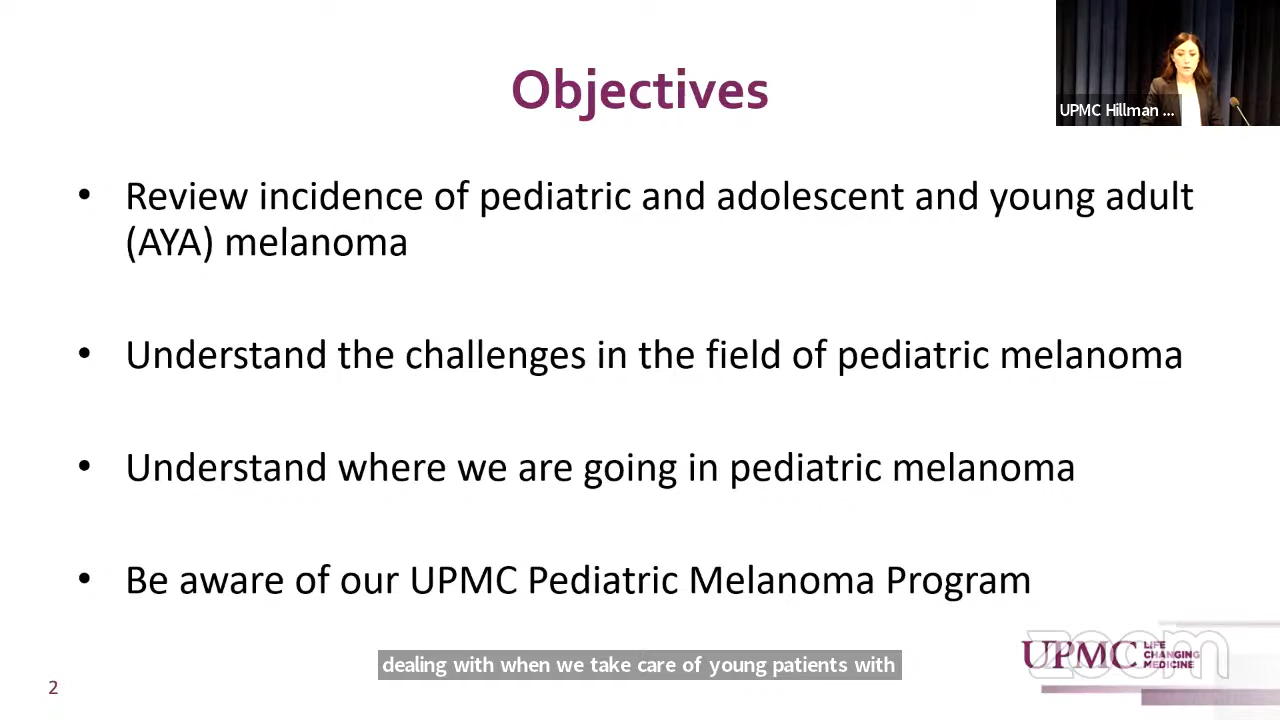 Objectives
UPMC Hillman ...
• Review incidence of pediatric and adolescent and young adult
(AYA) melanoma
• Understand the challenges in the field of pediatric melanoma
• Understand where we are going in pediatric melanoma
• Be aware of our UPMC Pediatric Melanoma Program
dealing with when we take care of young patients with
UPMC
LIFE
CHANGING
MEDICINE
zoom
2